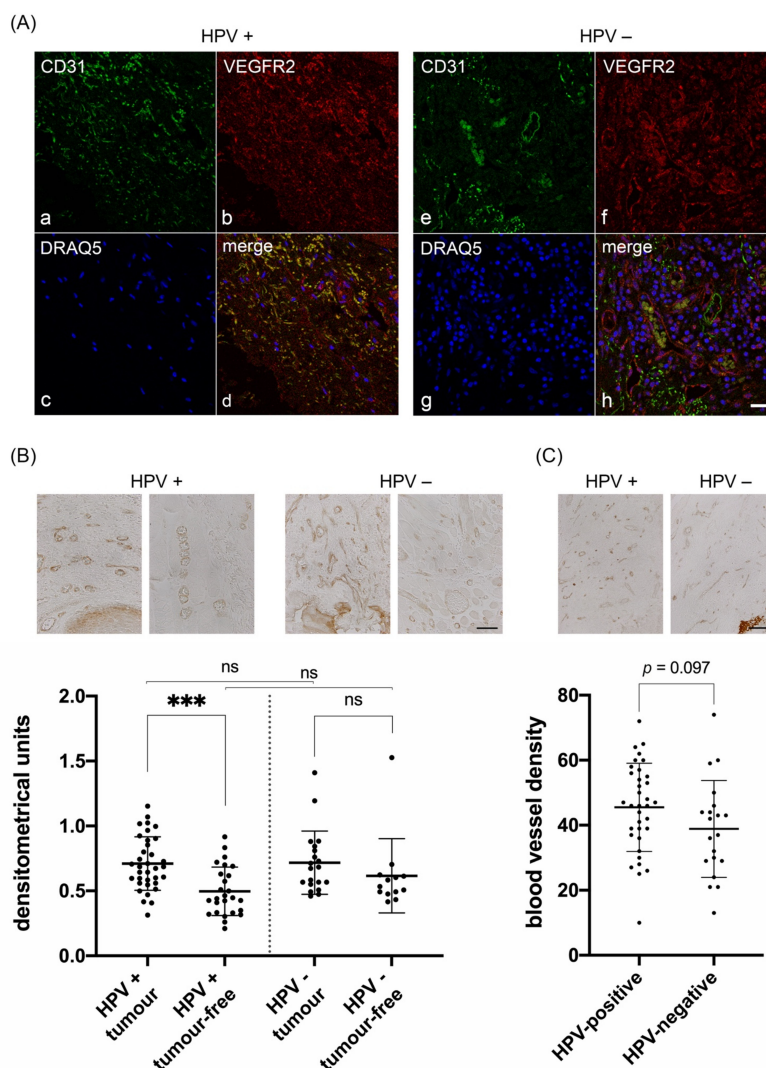 (A)
HPV +
HPV –
CD31
VEGFR2
CD31
VEGFR2
a
b
e
f
DRAQ5
merge
DRAQ5
merge
c
d
g
h
(B)
(C)
HPV +
HPV –
HPV +
HPV –
ns
ns
***
ns
p = 0.097
densitometrical units
2.0
1.5
1.0
0.5
0.0
HPV +
tumour
HPV +
tumour-free
HPV -
tumour
HPV -
tumour-free
blood vessel density
80
60
40
20
0
HPV-positive
HPV-negative